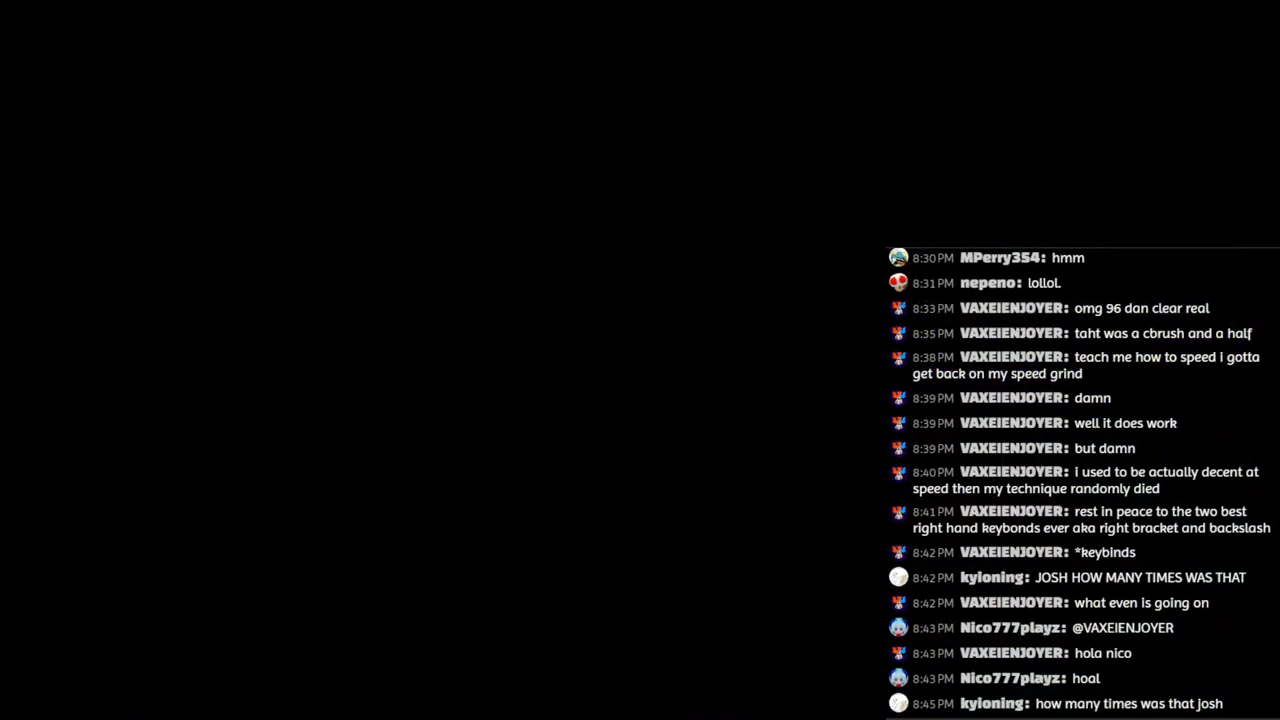 8:30 PM MPerry354: hmm
8:31 PM nepeno: lollol.
8:33 PM VAXEIENJOYER: omg 96 dan clear real
8:35 PM VAXEIENJOYER: taht was a cbrush and a half
8:38 PM VAXEIENJOYER: teach me how to speed i gotta
get back on my speed grind
8:39 PM VAXEIENJOYER: damn
8:39 PM VAXEIENJOYER: well it does work
8:39 PM VAXEIENJOYER: but damn
8:40 PM VAXEIENJOYER: i used to be actually decent at
speed then my technique randomly died
8:41 PM VAXEIENJOYER: rest in peace to the two best
right hand keybonds ever aka right bracket and backslash
8:42 PM VAXEIENJOYER: *keybinds
8:42 PM kyloning: JOSH HOW MANY TIMES WAS THAT
8:42 PM VAXEIENJOYER: what even is going on
8:43 PM Nico777playz: @VAXEIENJOYER
8:43 PM VAXEIENJOYER: hola nico
8:43 PM Nico777playz: hoal
8:45 PM kyloning: how many times was that josh